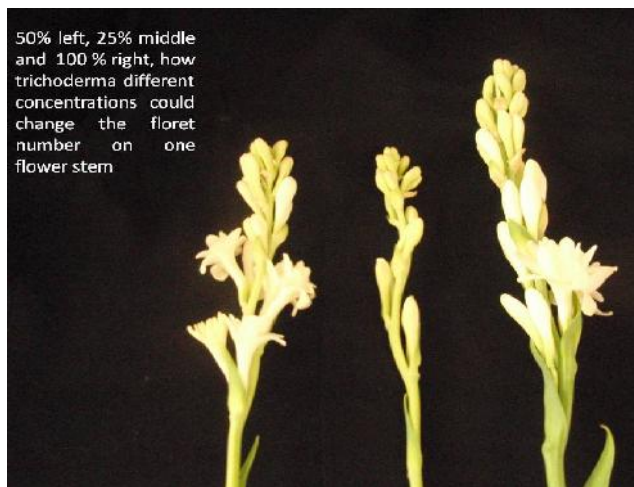 50% left, 25% middle
and 100 % right, how
trichoderma different
concentrations could
change the floret
number on one
flower stem